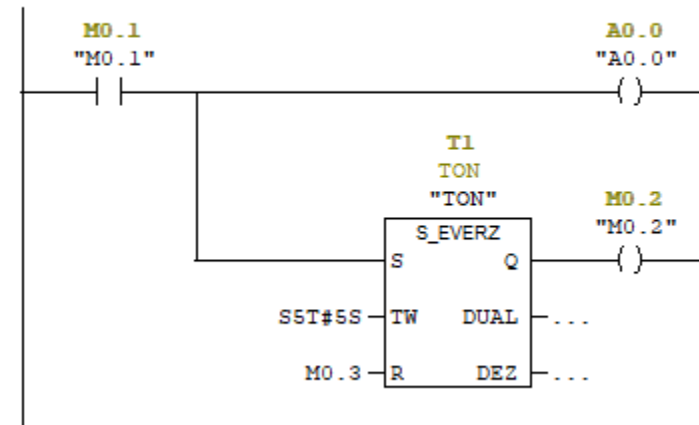 M0.1
"M0.1"
A0.0
"A0.0"
T1
TON
"TON"
M0.2
"M0.2"
S_EVERZ
S Q
S5T#5S TW DUAL ...
M0.3 R DEZ ...